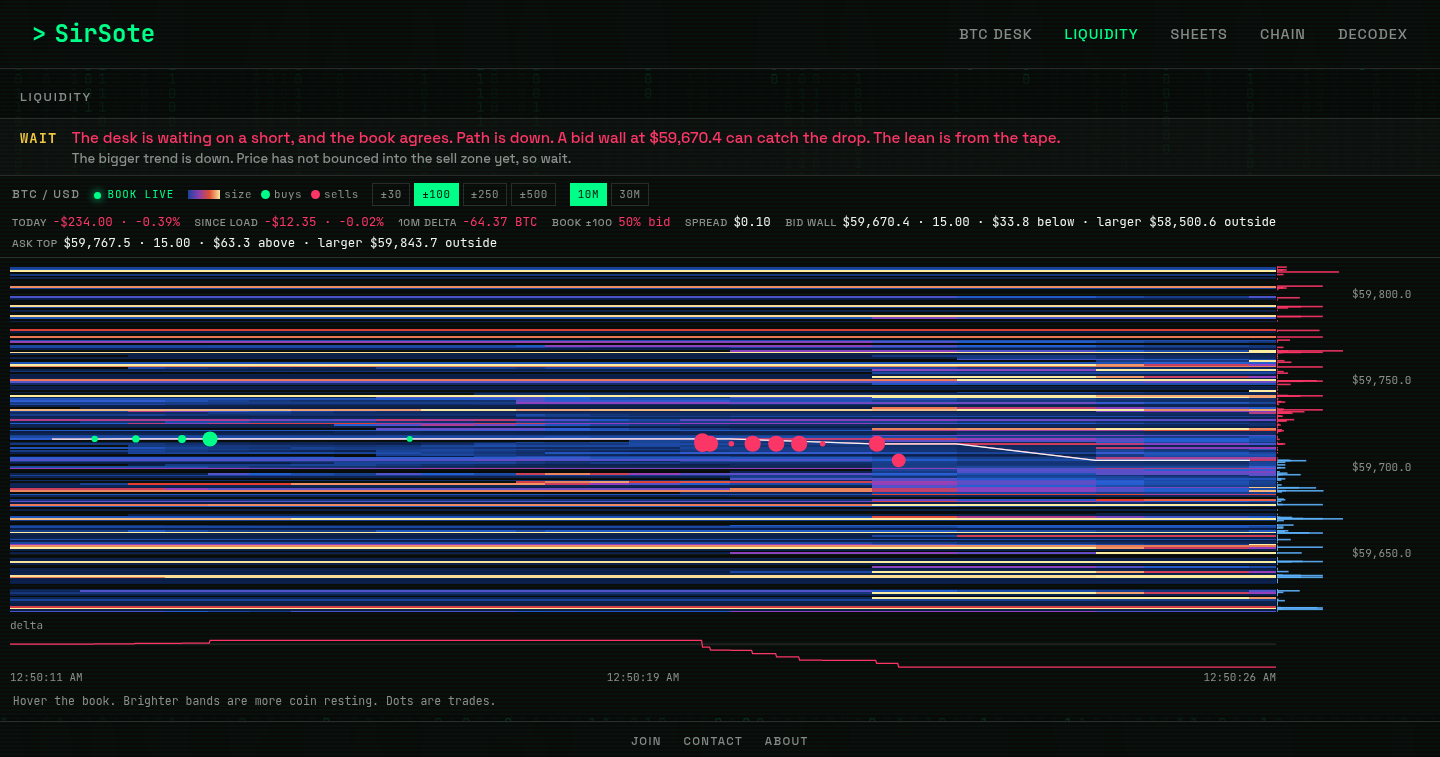 > SirSote
BTC DESK LIQUIDITY SHEETS CHAIN DECODEX
LIQUIDITY
WAIT The desk is waiting on a short, and the book agrees. Path is down. A bid wall at $59,670.4 can catch the drop. The lean is from the tape.
The bigger trend is down. Price has not bounced into the sell zone yet, so wait.
BTC / USD BOOK LIVE size buys sells ±30 ±100 ±250 ±500 10M 30M
TODAY -$234.00 · -0.39% SINCE LOAD -$12.35 · -0.02% 10M DELTA -64.37 BTC BOOK ±100 50% bid SPREAD $0.10 BID WALL $59,670.4 · 15.00 · $33.8 below · larger $58,500.6 outside
ASK TOP $59,767.5 · 15.00 · $63.3 above · larger $59,843.7 outside
$59,800.0
$59,750.0
$59,700.0
$59,650.0
delta
12:50:11 AM 12:50:19 AM 12:50:26 AM
Hover the book. Brighter bands are more coin resting. Dots are trades.
JOIN CONTACT ABOUT